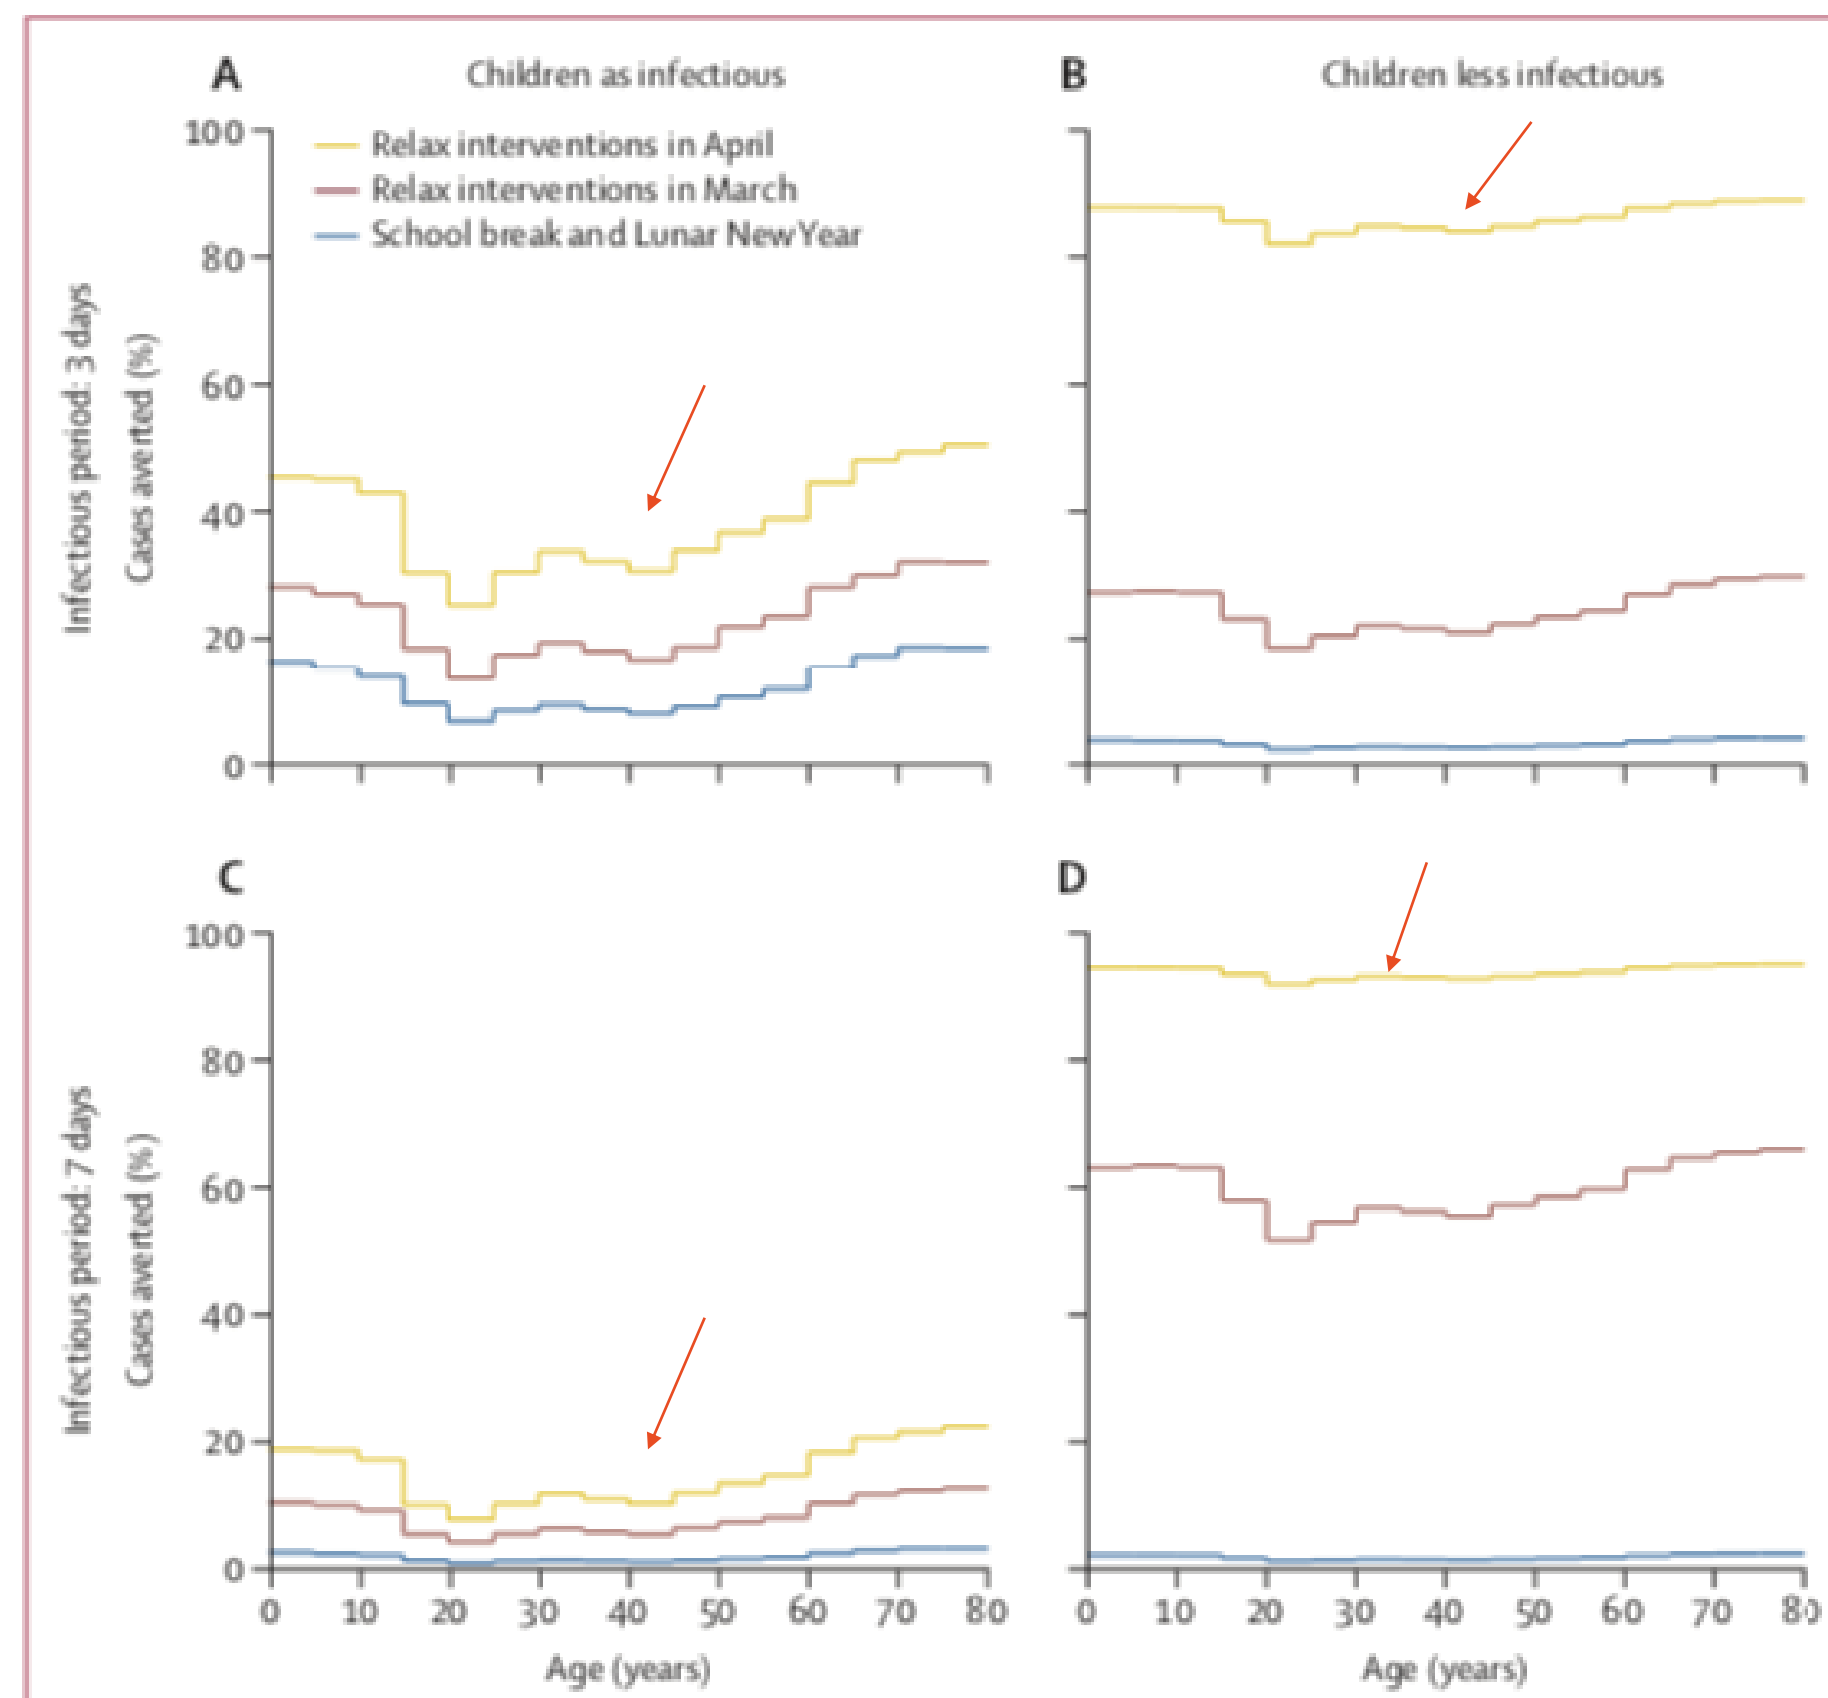 A
Children as infectious
B
Children less infectious
Relax interventions in April
Relax interventions in March
School break and Lunar New Year
Infectious period: 3 days
Cases averted (%)
100
80
60
40
20
0
C
D
Infectious period: 7 days
Cases averted (%)
100
80
60
40
20
0
0 10 20 30 40 50 60 70 80
0 10 20 30 40 50 60 70 80
Age (years)
Age (years)